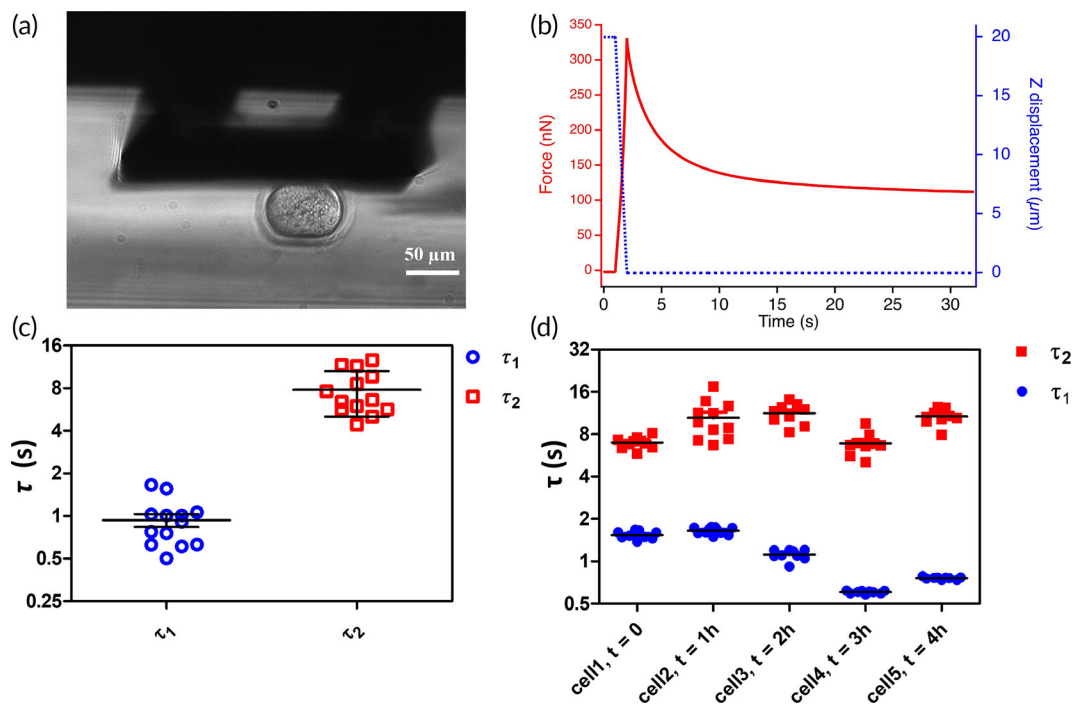 (a)
50 µm
(b)
350
300
250
200
150
100
50
0
Force (nN)
20
15
10
5
0
Z displacement (µm)
0
5
10
15
20
25
30
Time (s)
(c)
16
8
4
2
1
0.5
0.25
τ (s)
τ1
τ2
τ1
τ2
(d)
32
16
8
4
2
1
0.5
τ (s)
cell1, t = 0
cell2, t = 1h
cell3, t = 2h
cell4, t = 3h
cell5, t = 4h
τ2
τ1